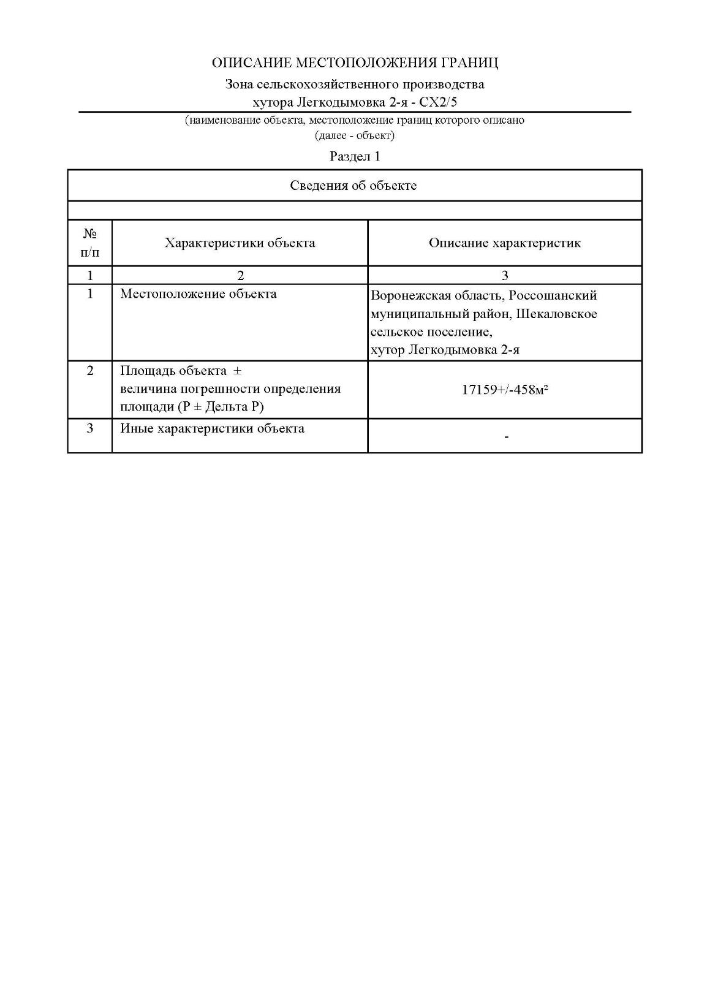 ОПИСАНИЕ МЕСТОПОЛОЖЕНИЯ ГРАНИЦ
Зона сельскохозяйственного производства
хутора Легкодымовка 2-я - СХ2/5
(наименование объекта, местоположение границ которого описано
(далее - объект)
Раздел 1
Сведения об объекте
№
п/п
Характеристики объекта
Описание характеристик
1
2
3
1
Местоположение объекта
Воронежская область, Россошанский
муниципальный район, Шекаловское
сельское поселение,
хутор Легкодымовка 2-я
2
Площадь объекта ±
величина погрешности определения
площади (Р ± Дельта Р)
17159+/-458м²
3
Иные характеристики объекта
-